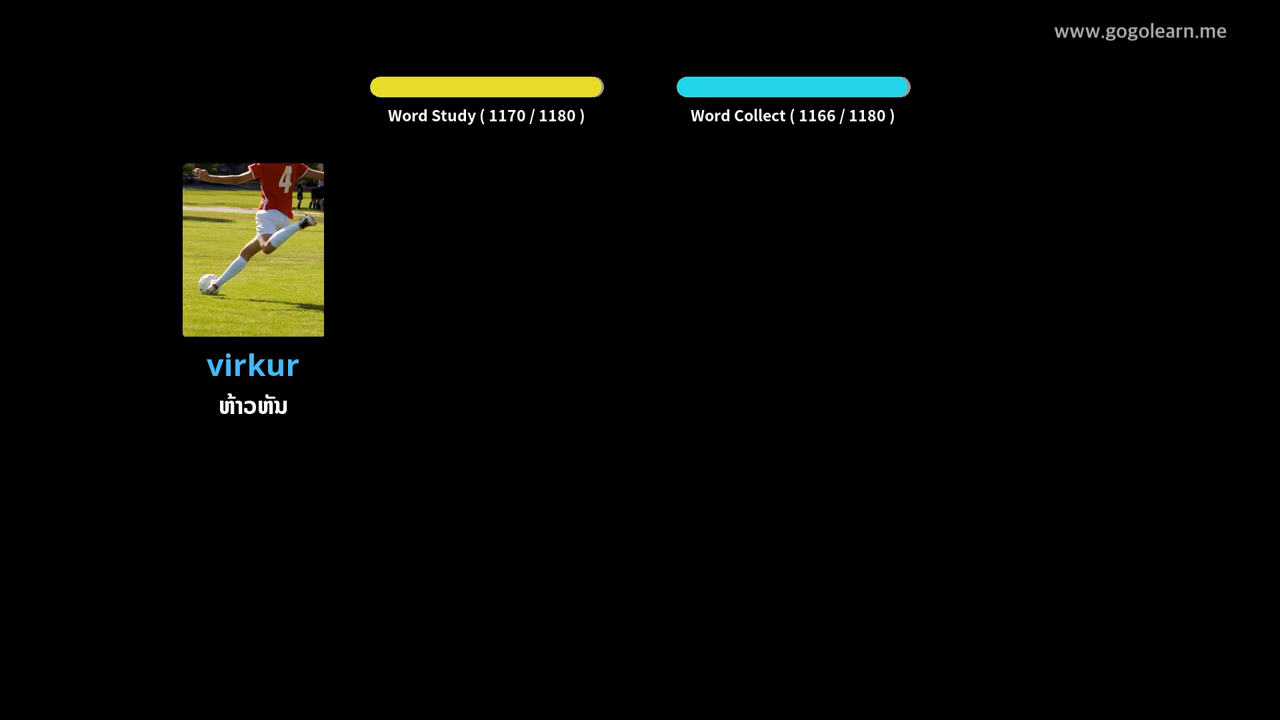 www.gogolearn.me
Word Study ( 1170 / 1180 )
Word Collect ( 1166 / 1180 )
4
virkur
ຫ້າວຫັນ